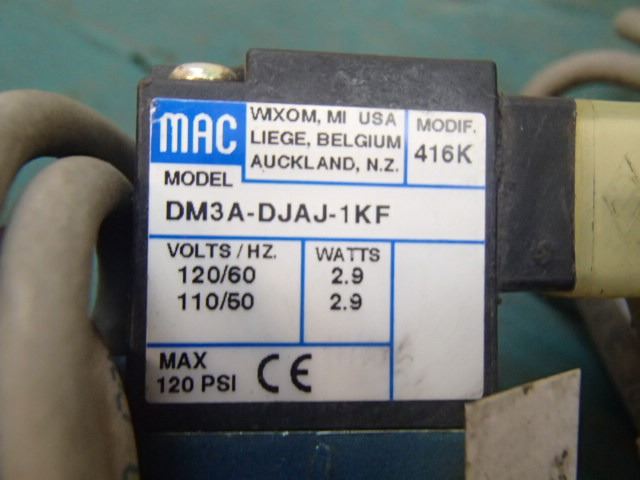 MAC
WIXOM, MI USA
LIEGE, BELGIUM
AUCKLAND, N.Z.
MODIF.
416K
MODEL
DM3A-DJAJ-1KF
VOLTS / HZ. WATTS
120/60 2.9
110/50 2.9
MAX
120 PSI CE